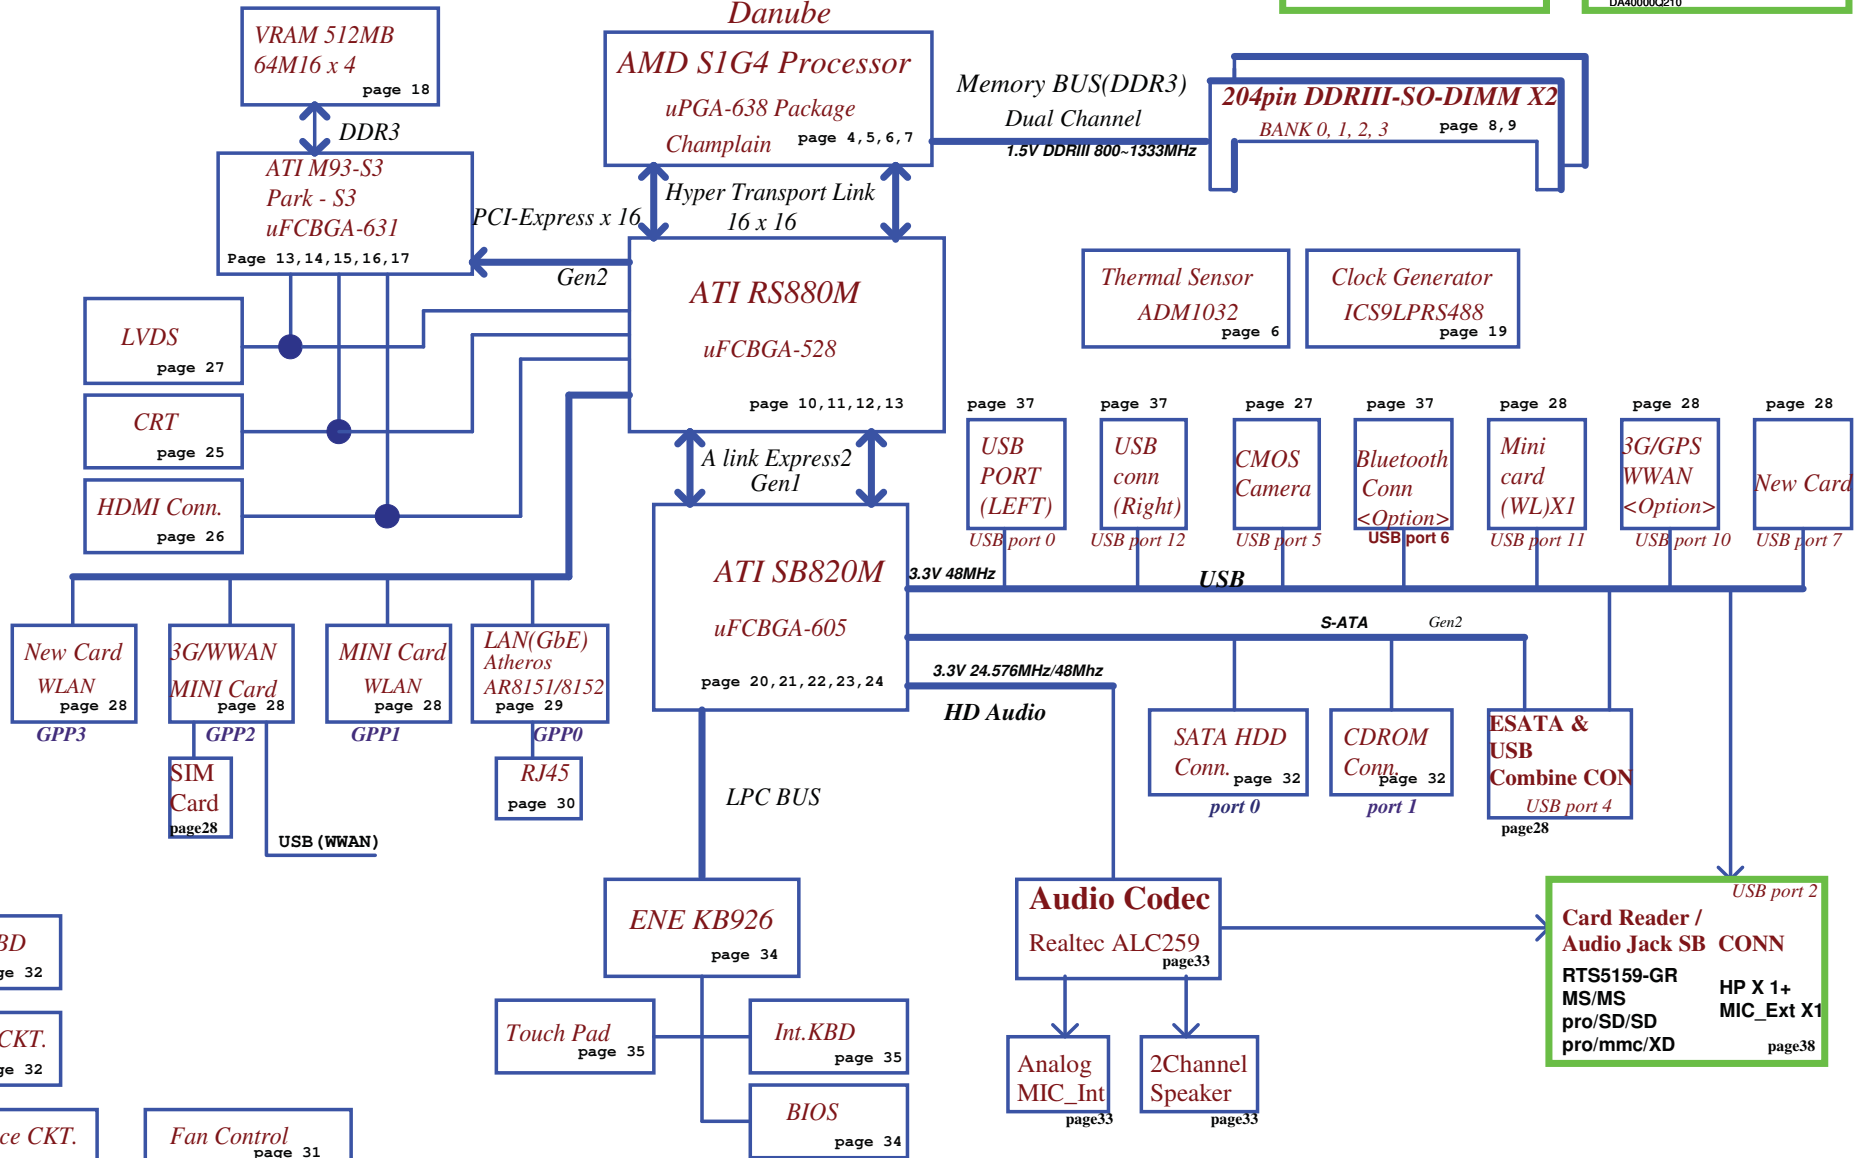 Danube
DA40000Q210
VRAM 512MB
64M16 x 4
page 18
DDR3
AMD S1G4 Processor
uPGA-638 Package
Champlain
page 4,5,6,7
Memory BUS(DDR3)
Dual Channel
1.5V DDRIII 800~1333MHz
204pin DDRIII-SO-DIMM X2
BANK 0, 1, 2, 3
page 8,9
ATI M93-S3
Park - S3
uFCBGA-631
Page 13,14,15,16,17
PCI-Express x 16
Gen2
Hyper Transport Link
16 x 16
ATI RS880M
uFCBGA-528
page 10,11,12,13
Thermal Sensor
ADM1032
page 6
Clock Generator
ICS9LPRS488
page 19
LVDS
page 27
CRT
page 25
HDMI Conn.
page 26
A link Express2
Gen1
page 37
USB
PORT
(LEFT)
USB port 0
page 37
USB
conn
(Right)
USB port 12
page 27
CMOS
Camera
USB port 5
page 37
Bluetooth
Conn
<Option>
USB port 6
page 28
Mini
card
(WL)X1
USB port 11
page 28
3G/GPS
WWAN
<Option>
USB port 10
page 28
New Card
USB port 7
ATI SB820M
uFCBGA-605
page 20,21,22,23,24
3.3V 48MHz
USB
S-ATA
Gen2
3.3V 24.576MHz/48Mhz
HD Audio
New Card
WLAN
page 28
GPP3
3G/WWAN
MINI Card
page 28
GPP2
MINI Card
WLAN
page 28
GPP1
LAN(GbE)
Atheros
AR8151/8152
page 29
GPP0
SIM
Card
page28
USB(WWAN)
RJ45
page 30
LPC BUS
SATA HDD
Conn.
page 32
port 0
CDROM
Conn.
page 32
port 1
ESATA &
USB
Combine CON
USB port 4
page28
ENE KB926
page 34
Audio Codec
Realtec ALC259
page33
USB port 2
Card Reader /
Audio Jack SB CONN
RTS5159-GR
MS/MS
pro/SD/SD
pro/mmc/XD
HP X 1+
MIC_Ext X1
page38
BD
ge 32
CKT.
ge 32
ce CKT.
Fan Control
page 31
Touch Pad
page 35
Int.KBD
page 35
BIOS
page 34
Analog
MIC_Int
page33
2Channel
Speaker
page33